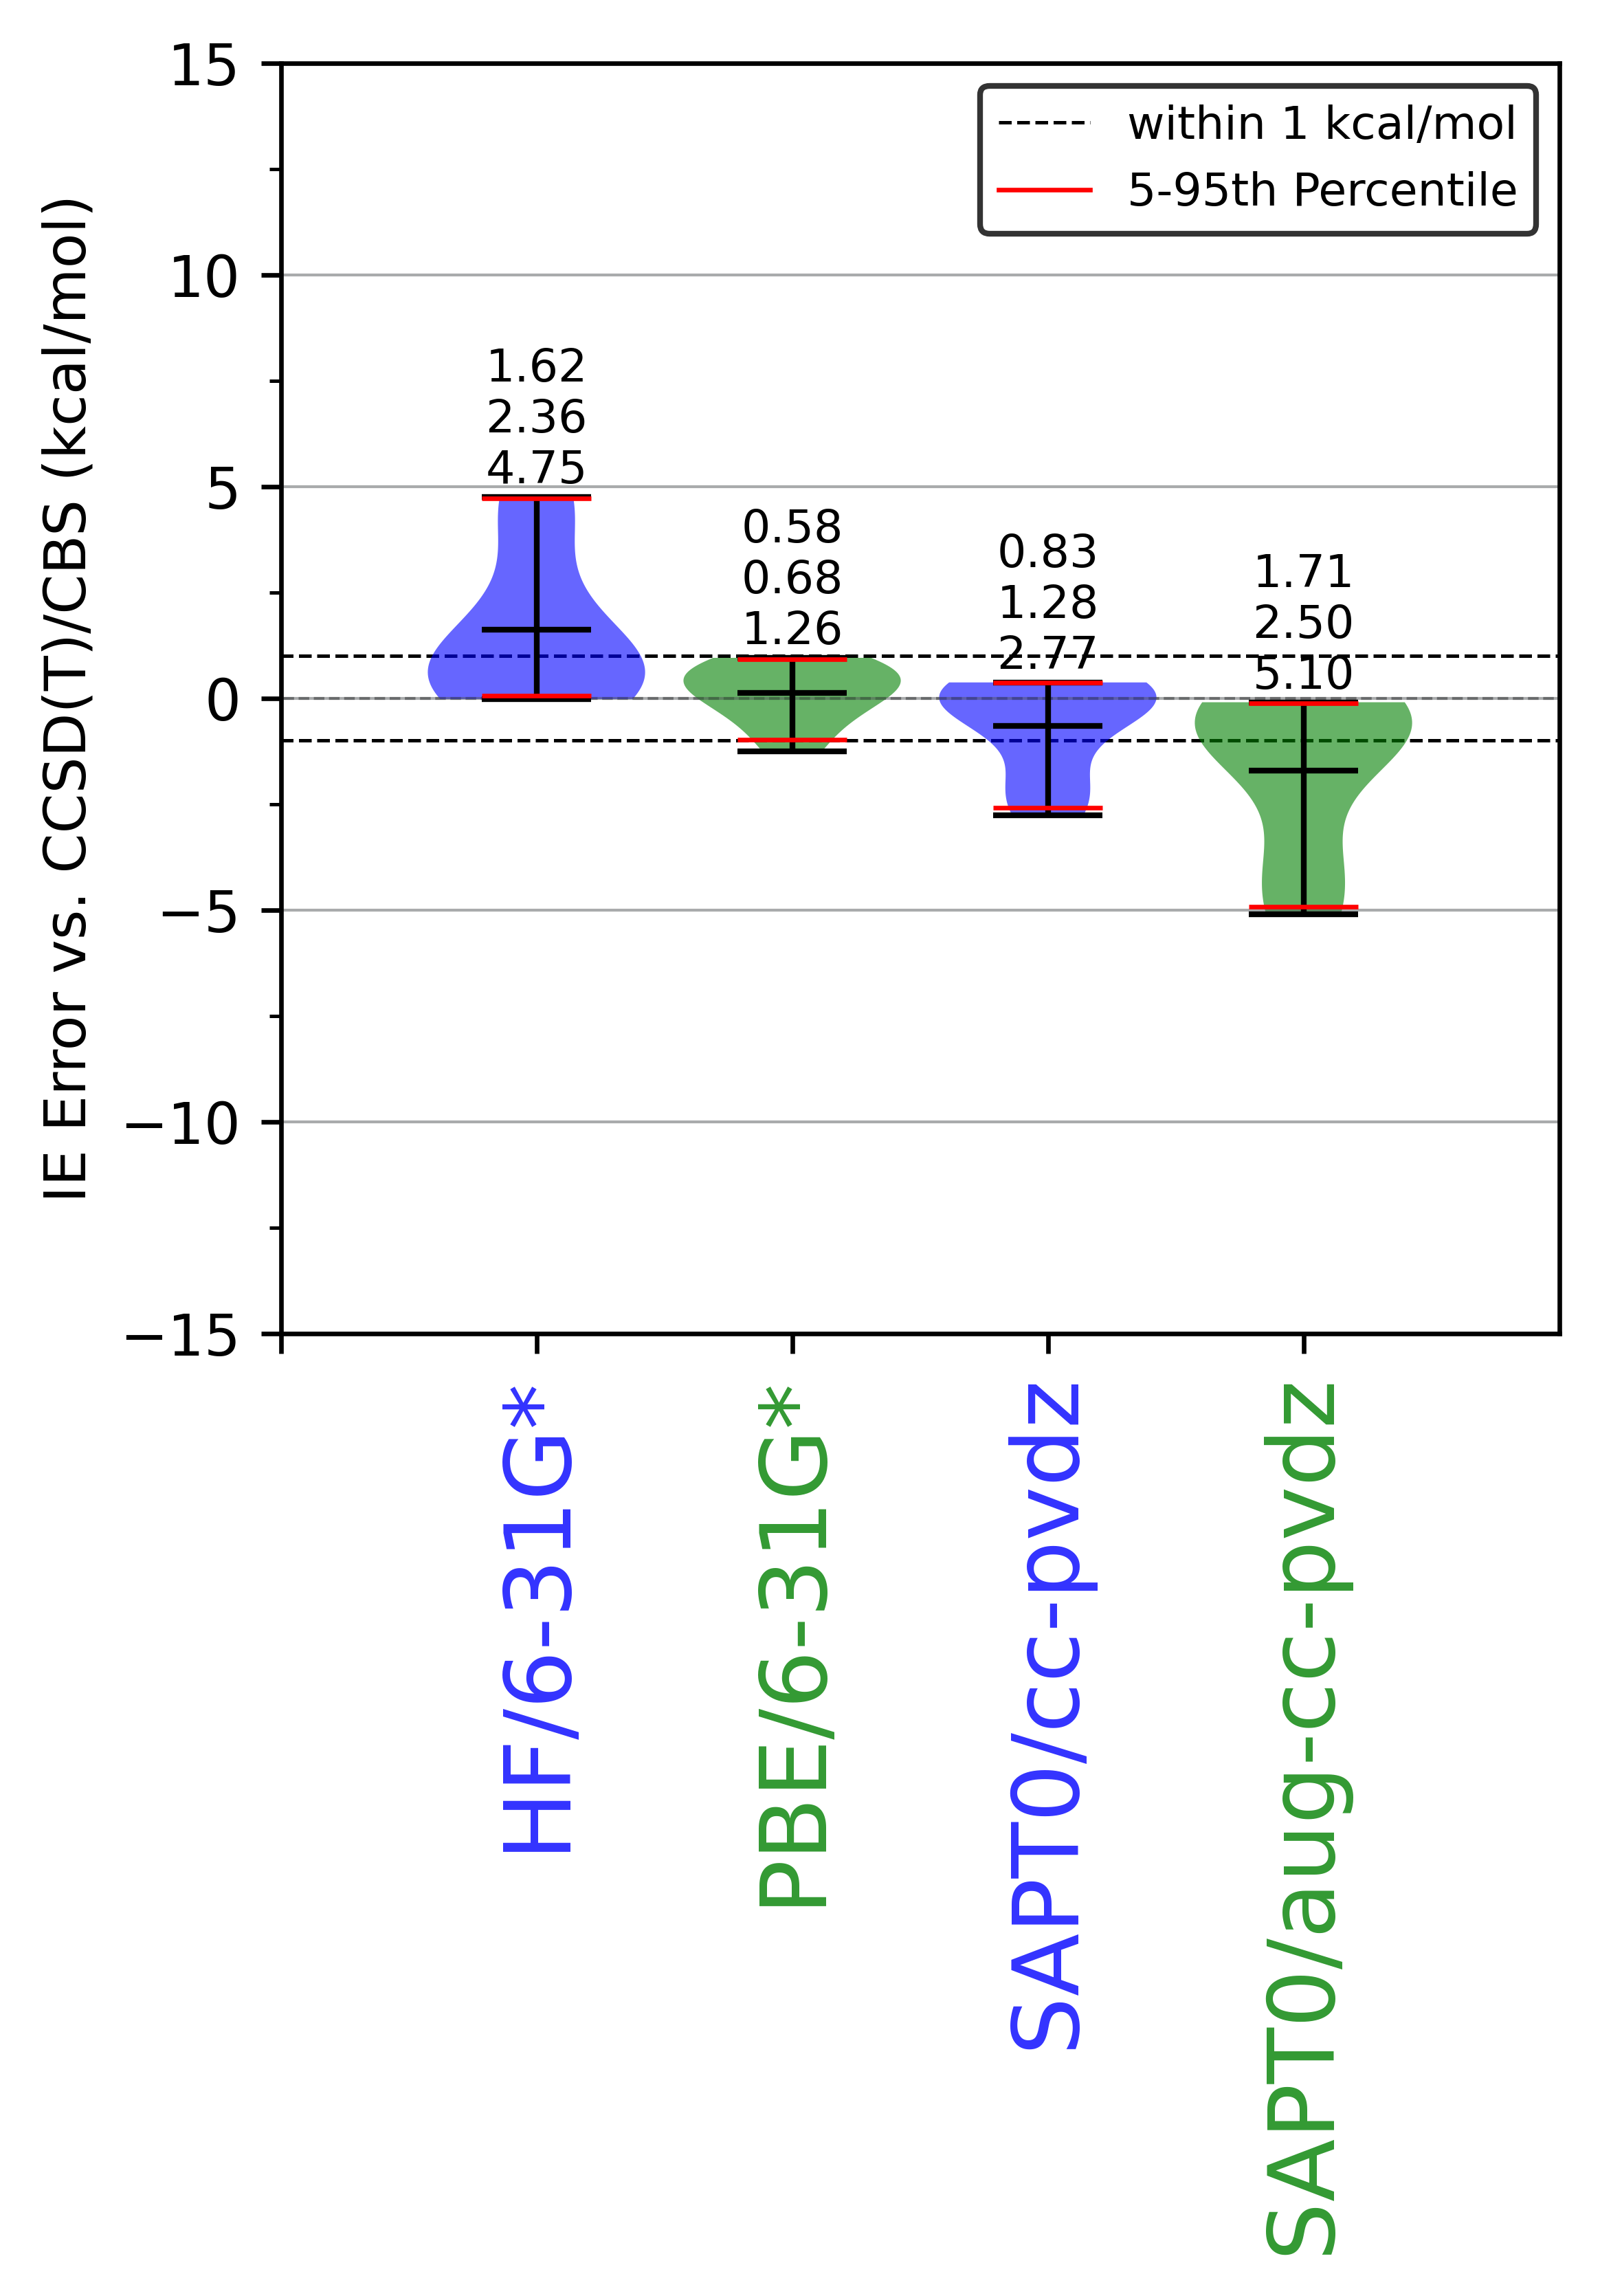 15
10
5
0
−5
−10
−15
IE Error vs. CCSD(T)/CBS (kcal/mol)
within 1 kcal/mol
5-95th Percentile
1.62
2.36
4.75
0.58
0.68
1.26
0.83
1.28
2.77
1.71
2.50
5.10
HF/6-31G*
PBE/6-31G*
SAPT0/cc-pvdz
SAPT0/aug-cc-pvdz